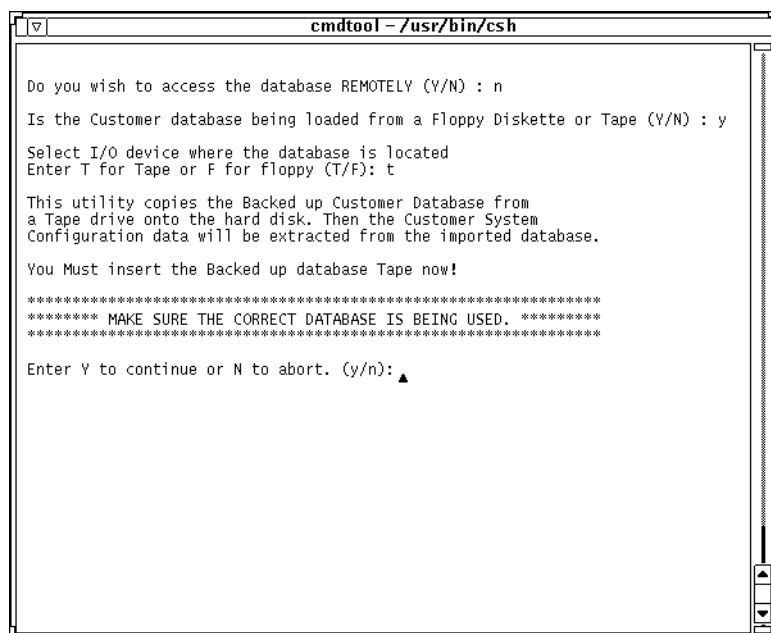 cmdtool – /usr/bin/csh
Do you wish to access the database REMOTELY (Y/N) : n
Is the Customer database being loaded from a Floppy Diskette or Tape (Y/N) : y
Select I/O device where the database is located
Enter T for Tape or F for floppy (T/F): t
This utility copies the Backed up Customer Database from
a Tape drive onto the hard disk. Then the Customer System
Configuration data will be extracted from the imported database.
You Must insert the Backed up database Tape now!
****************************************************************
******** MAKE SURE THE CORRECT DATABASE IS BEING USED. *********
****************************************************************
Enter Y to continue or N to abort. (y/n):